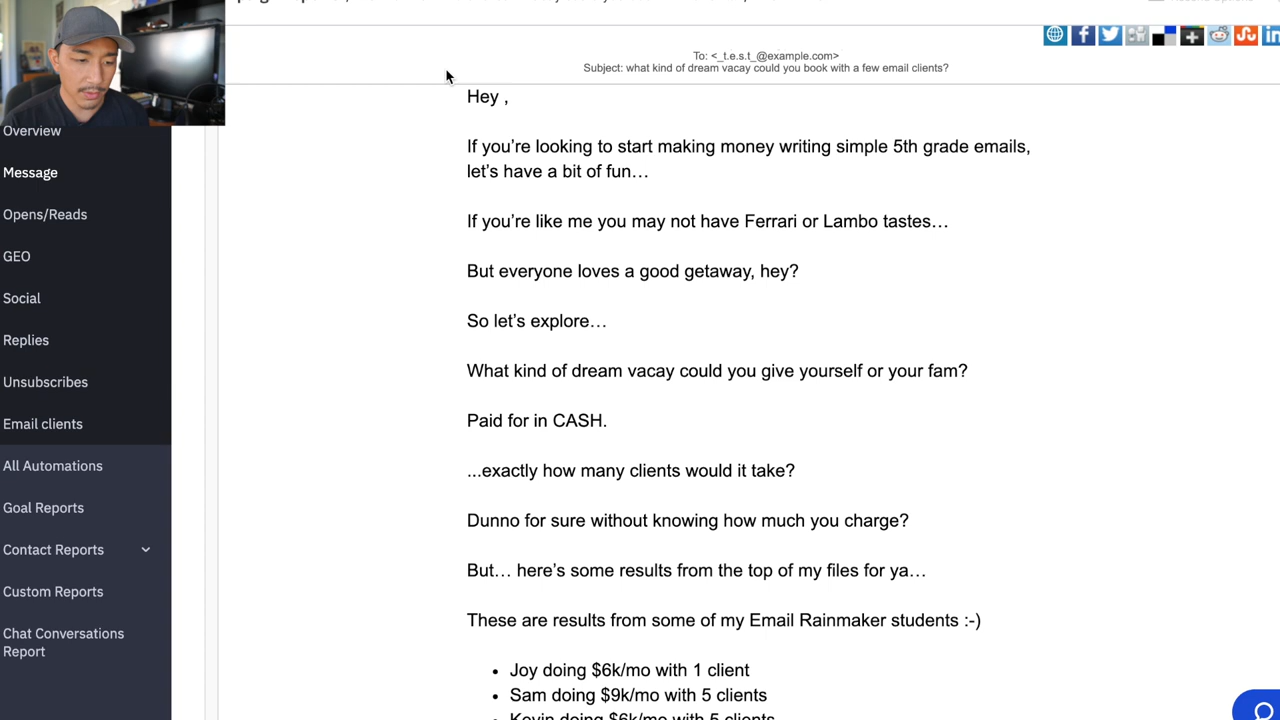 To: <_t.e.s.t_@example.com>
Subject: what kind of dream vacay could you book with a few email clients?
Overview
Message
Opens/Reads
GEO
Social
Replies
Unsubscribes
Email clients
All Automations
Goal Reports
Contact Reports
Custom Reports
Chat Conversations
Report
Hey ,
If you’re looking to start making money writing simple 5th grade emails,
let’s have a bit of fun…
If you’re like me you may not have Ferrari or Lambo tastes…
But everyone loves a good getaway, hey?
So let’s explore…
What kind of dream vacay could you give yourself or your fam?
Paid for in CASH.
...exactly how many clients would it take?
Dunno for sure without knowing how much you charge?
But… here’s some results from the top of my files for ya…
These are results from some of my Email Rainmaker students :-)
• Joy doing $6k/mo with 1 client
• Sam doing $9k/mo with 5 clients
• Kevin doing $6k/mo with 5 clients